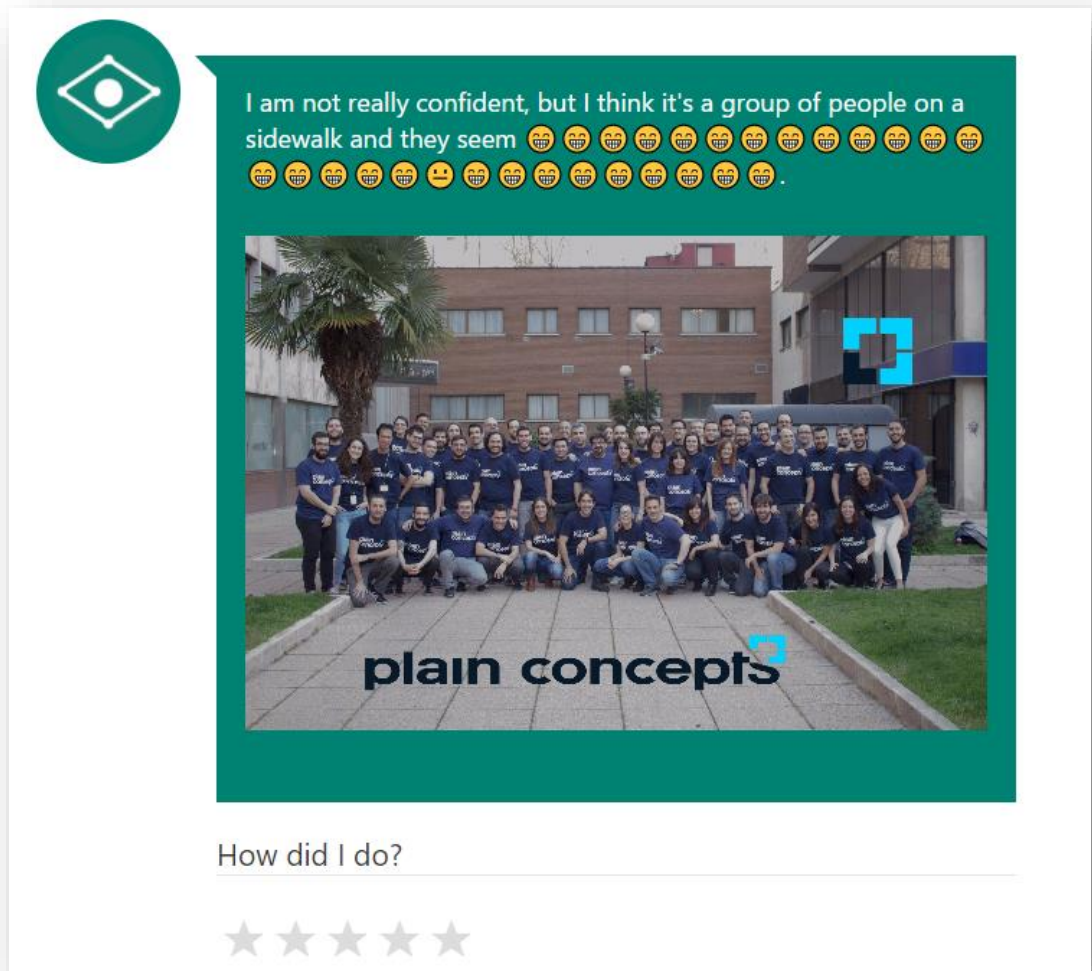 I am not really confident, but I think it's a group of people on a
sidewalk and they seem 😁 😁 😁 😁 😁 😁 😁 😁 😁 😁 😁 😁 😁
😁 😁 😁 😁 😁 😐 😁 😁 😁 😁 😁 😁 😁 😁 😁 .
plain concepts
How did I do?